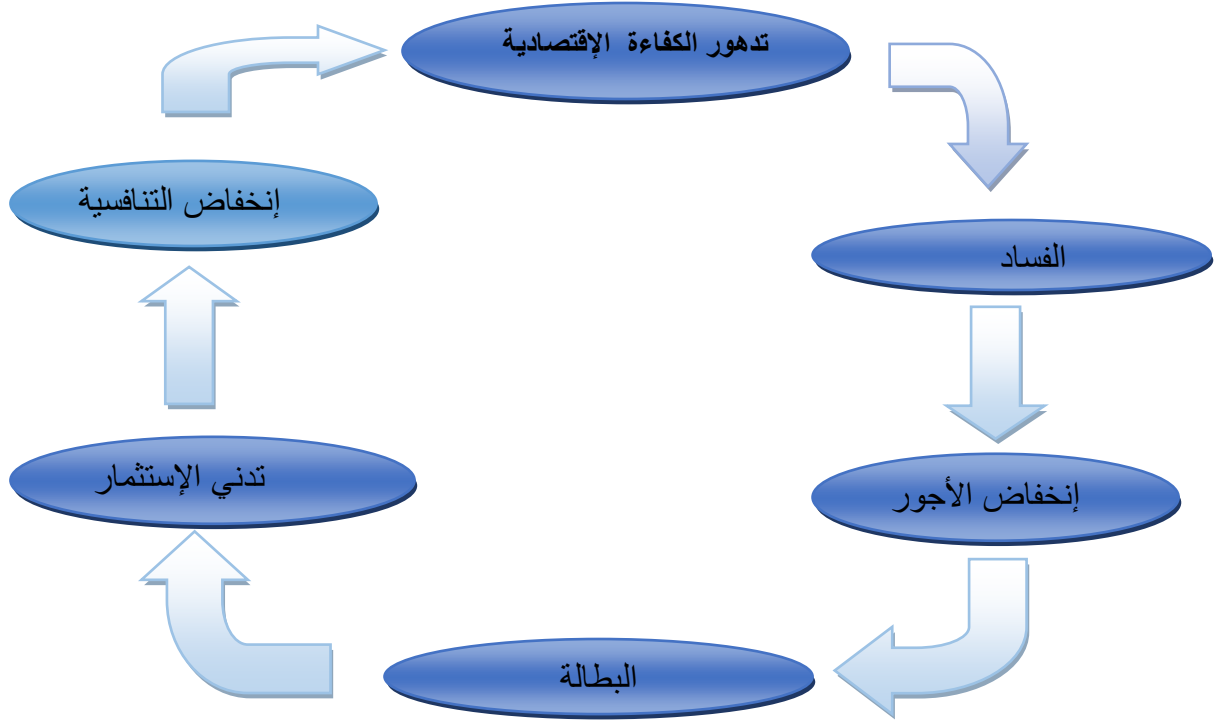 تدهور الكفاءة الإقتصادية
إنخفاض التنافسية
الفساد
تدني الإستثمار
إنخفاض الأجور
البطالة